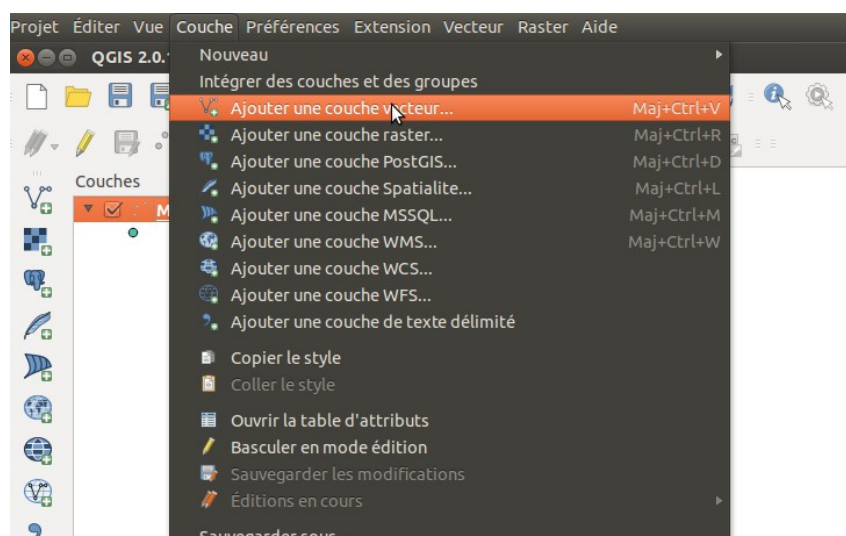 Projet Éditer Vue Couche Préférences Extension Vecteur Raster Aide
QGIS 2.0.
Nouveau
Intégrer des couches et des groupes
Ajouter une couche vecteur... Maj+Ctrl+V
Ajouter une couche raster... Maj+Ctrl+R
Ajouter une couche PostGIS... Maj+Ctrl+D
Ajouter une couche Spatialite... Maj+Ctrl+L
Ajouter une couche MSSQL... Maj+Ctrl+M
Ajouter une couche WMS... Maj+Ctrl+W
Ajouter une couche WCS...
Ajouter une couche WFS...
Ajouter une couche de texte délimité
Couches
M
Copier le style
Coller le style
Ouvrir la table d'attributs
Basculer en mode édition
Sauvegarder les modifications
Éditions en cours
Sauvegarder sous